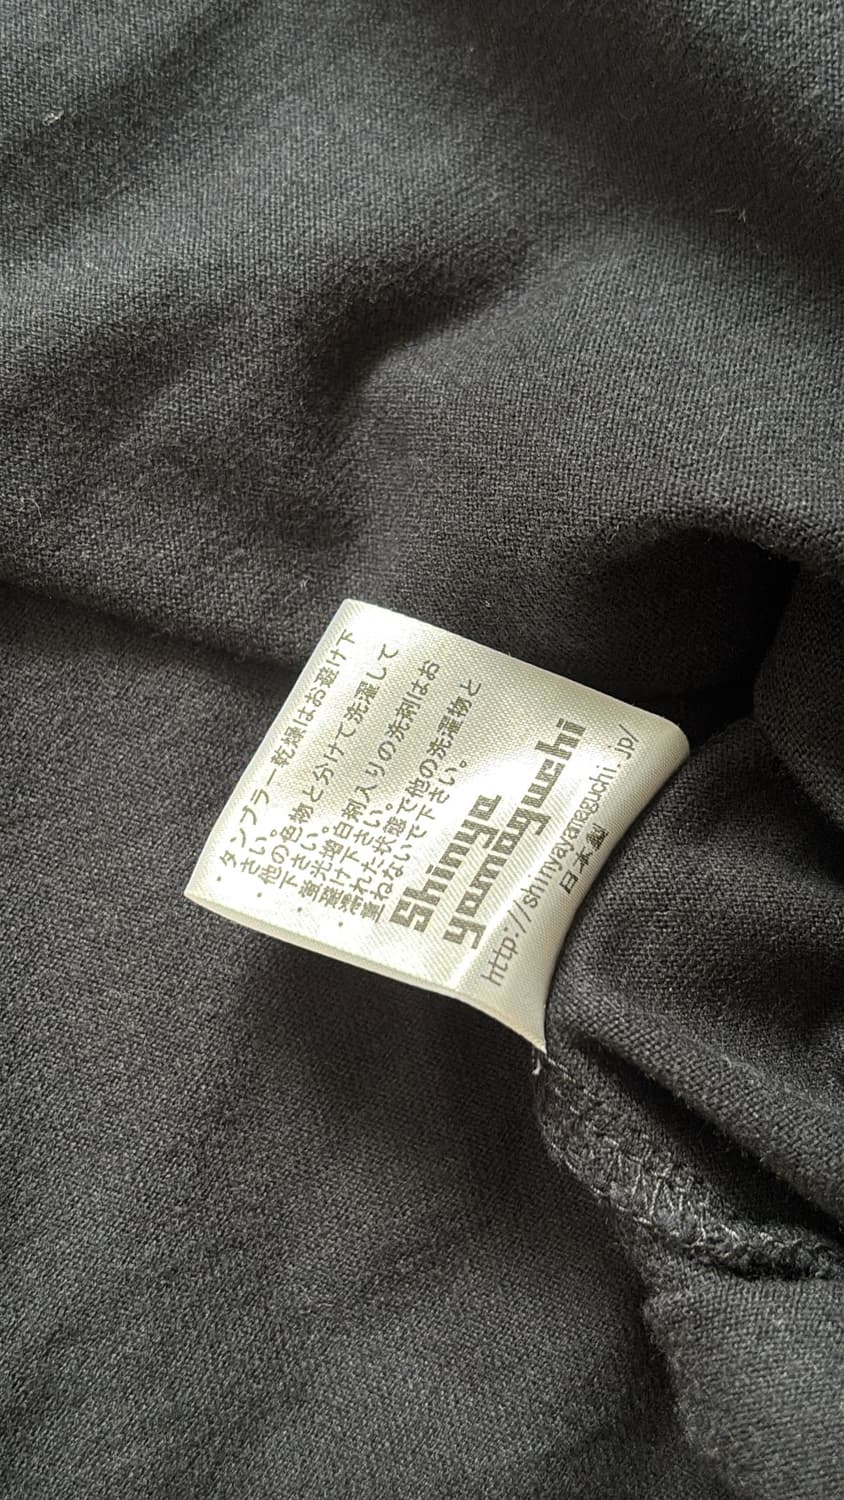 ・タンブラー乾燥はお避け下
さい。
・他の色物と分けて洗濯して
下さい。
・蛍光増白剤入りの洗剤はお
避け下さい。
・濡れた状態で他の洗濯物と
重ねないで下さい。
Shinya
yamaguchi
http://shinyayamaguchi.jp/
日本製